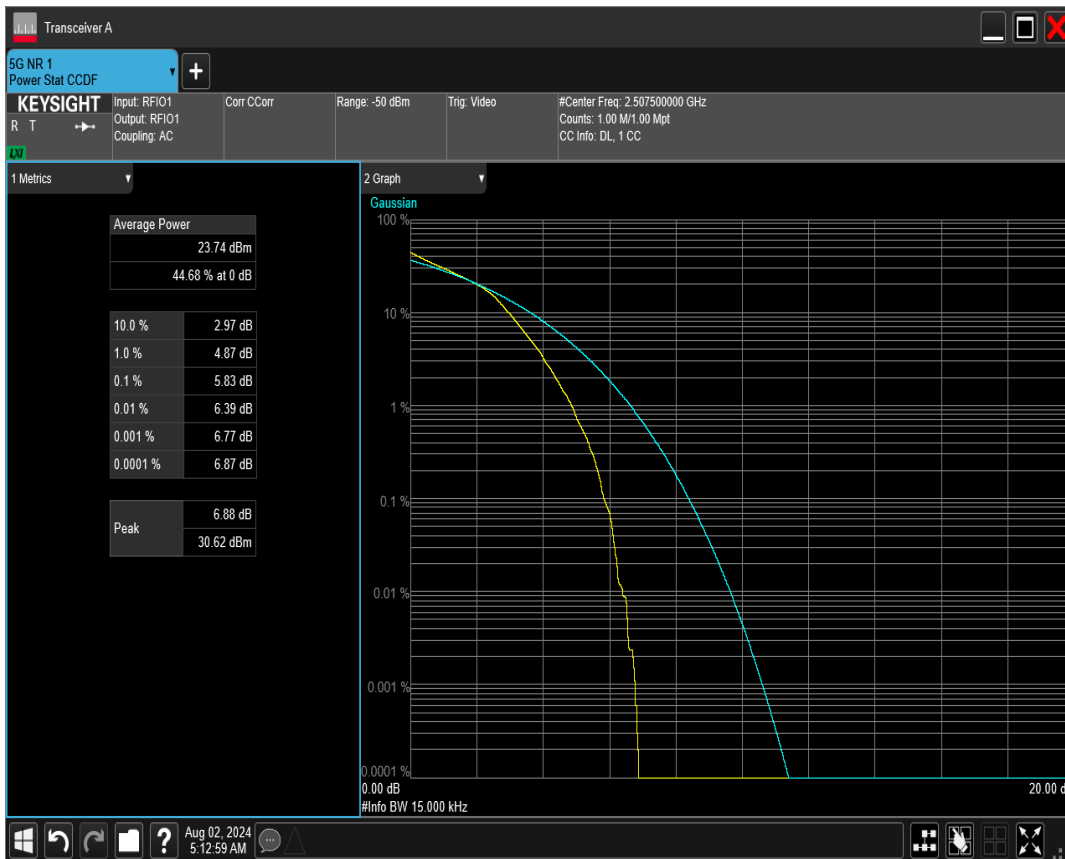 Transceiver A
5G NR 1
Power Stat CCDF
KEYSIGHT
R T
LXI
Input: RFIO1
Output: RFIO1
Coupling: AC
Corr CCorr
Range: -50 dBm
Trig: Video
#Center Freq: 2.507500000 GHz
Counts: 1.00 M/1.00 Mpt
CC Info: DL, 1 CC
1 Metrics
Average Power
23.74 dBm
44.68 % at 0 dB
10.0 % 2.97 dB
1.0 % 4.87 dB
0.1 % 5.83 dB
0.01 % 6.39 dB
0.001 % 6.77 dB
0.0001 % 6.87 dB
Peak
6.88 dB
30.62 dBm
2 Graph
Gaussian
100 %
10 %
1 %
0.1 %
0.01 %
0.001 %
0.0001 %
0.00 dB 20.00 d
#Info BW 15.000 kHz
Aug 02, 2024
5:12:59 AM